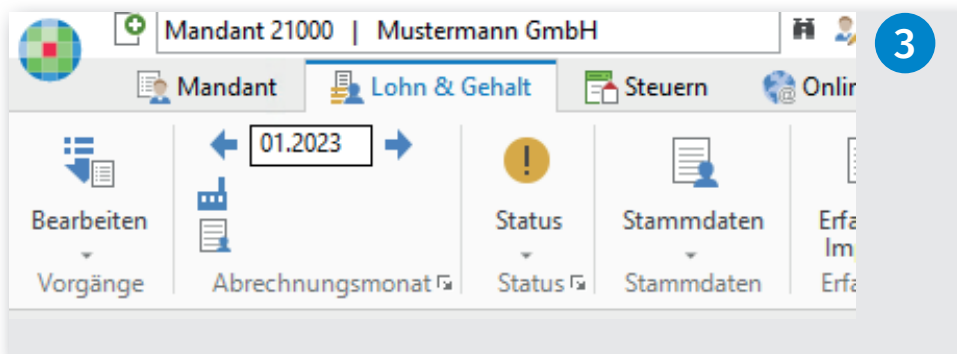 Mandant 21000 | Mustermann GmbH
3
Mandant Lohn & Gehalt Steuern
01.2023
Bearbeiten Status Stammdaten
Vorgänge Abrechnungsmonat Status Stammdaten